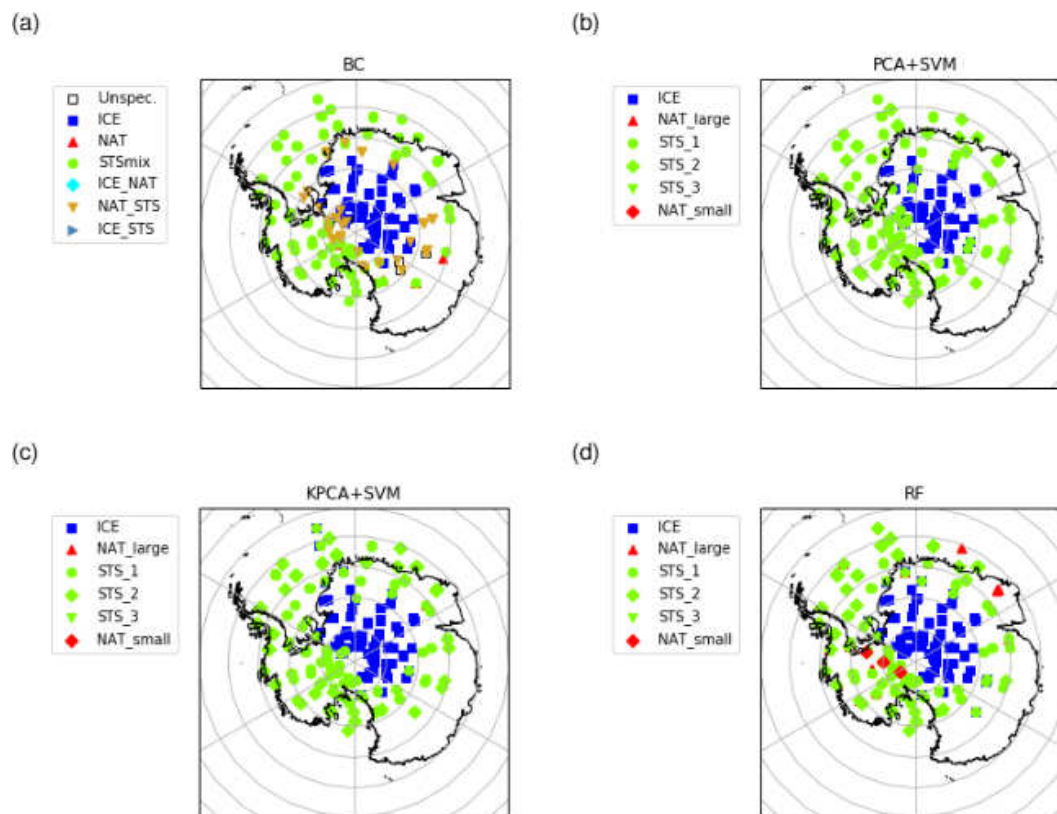 (a)
BC
Unspec.
ICE
NAT
STSmix
ICE_NAT
NAT_STS
ICE_STS
(b)
PCA+SVM
ICE
NAT_large
STS_1
STS_2
STS_3
NAT_small
(c)
KPCA+SVM
ICE
NAT_large
STS_1
STS_2
STS_3
NAT_small
(d)
RF
ICE
NAT_large
STS_1
STS_2
STS_3
NAT_small